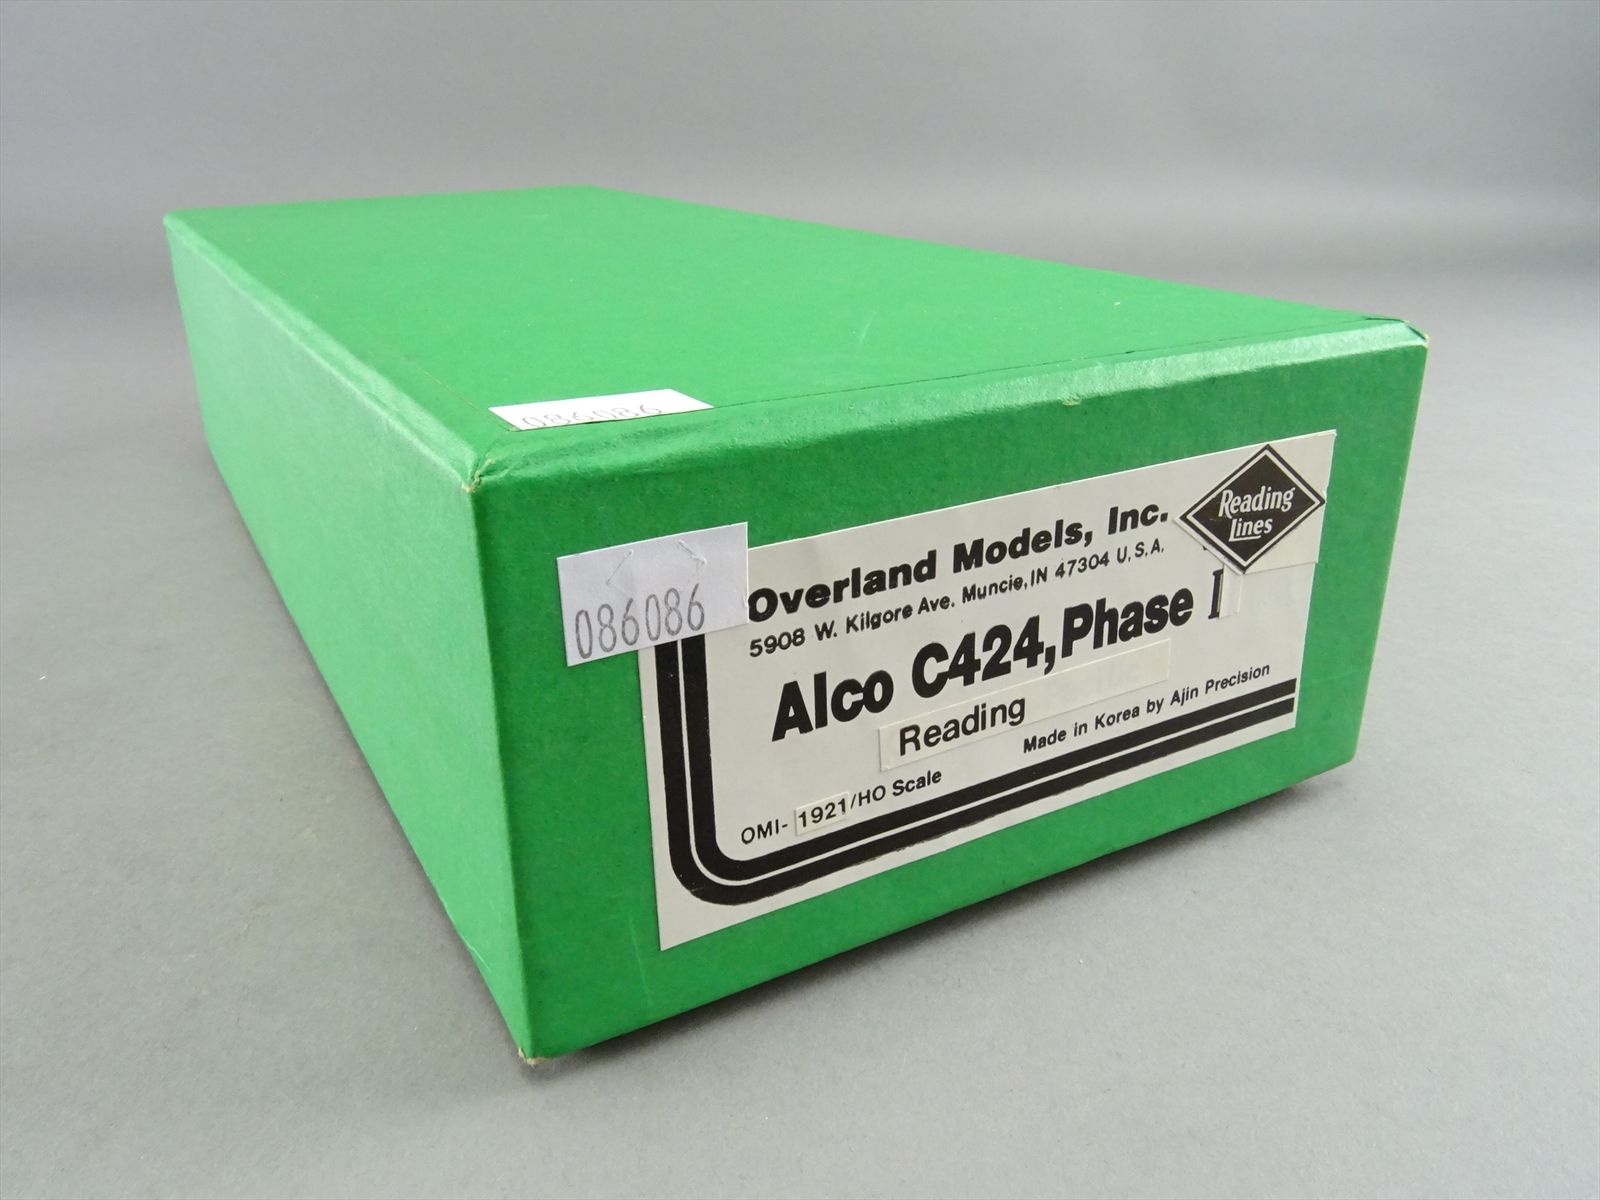 086086
086086
Overland Models, Inc.
5908 W. Kilgore Ave. Muncie, IN 47304 U.S.A.
Reading
Lines
Alco C424, Phase I
Reading
Made in Korea by Ajin Precision
OMI- 1921/HO Scale